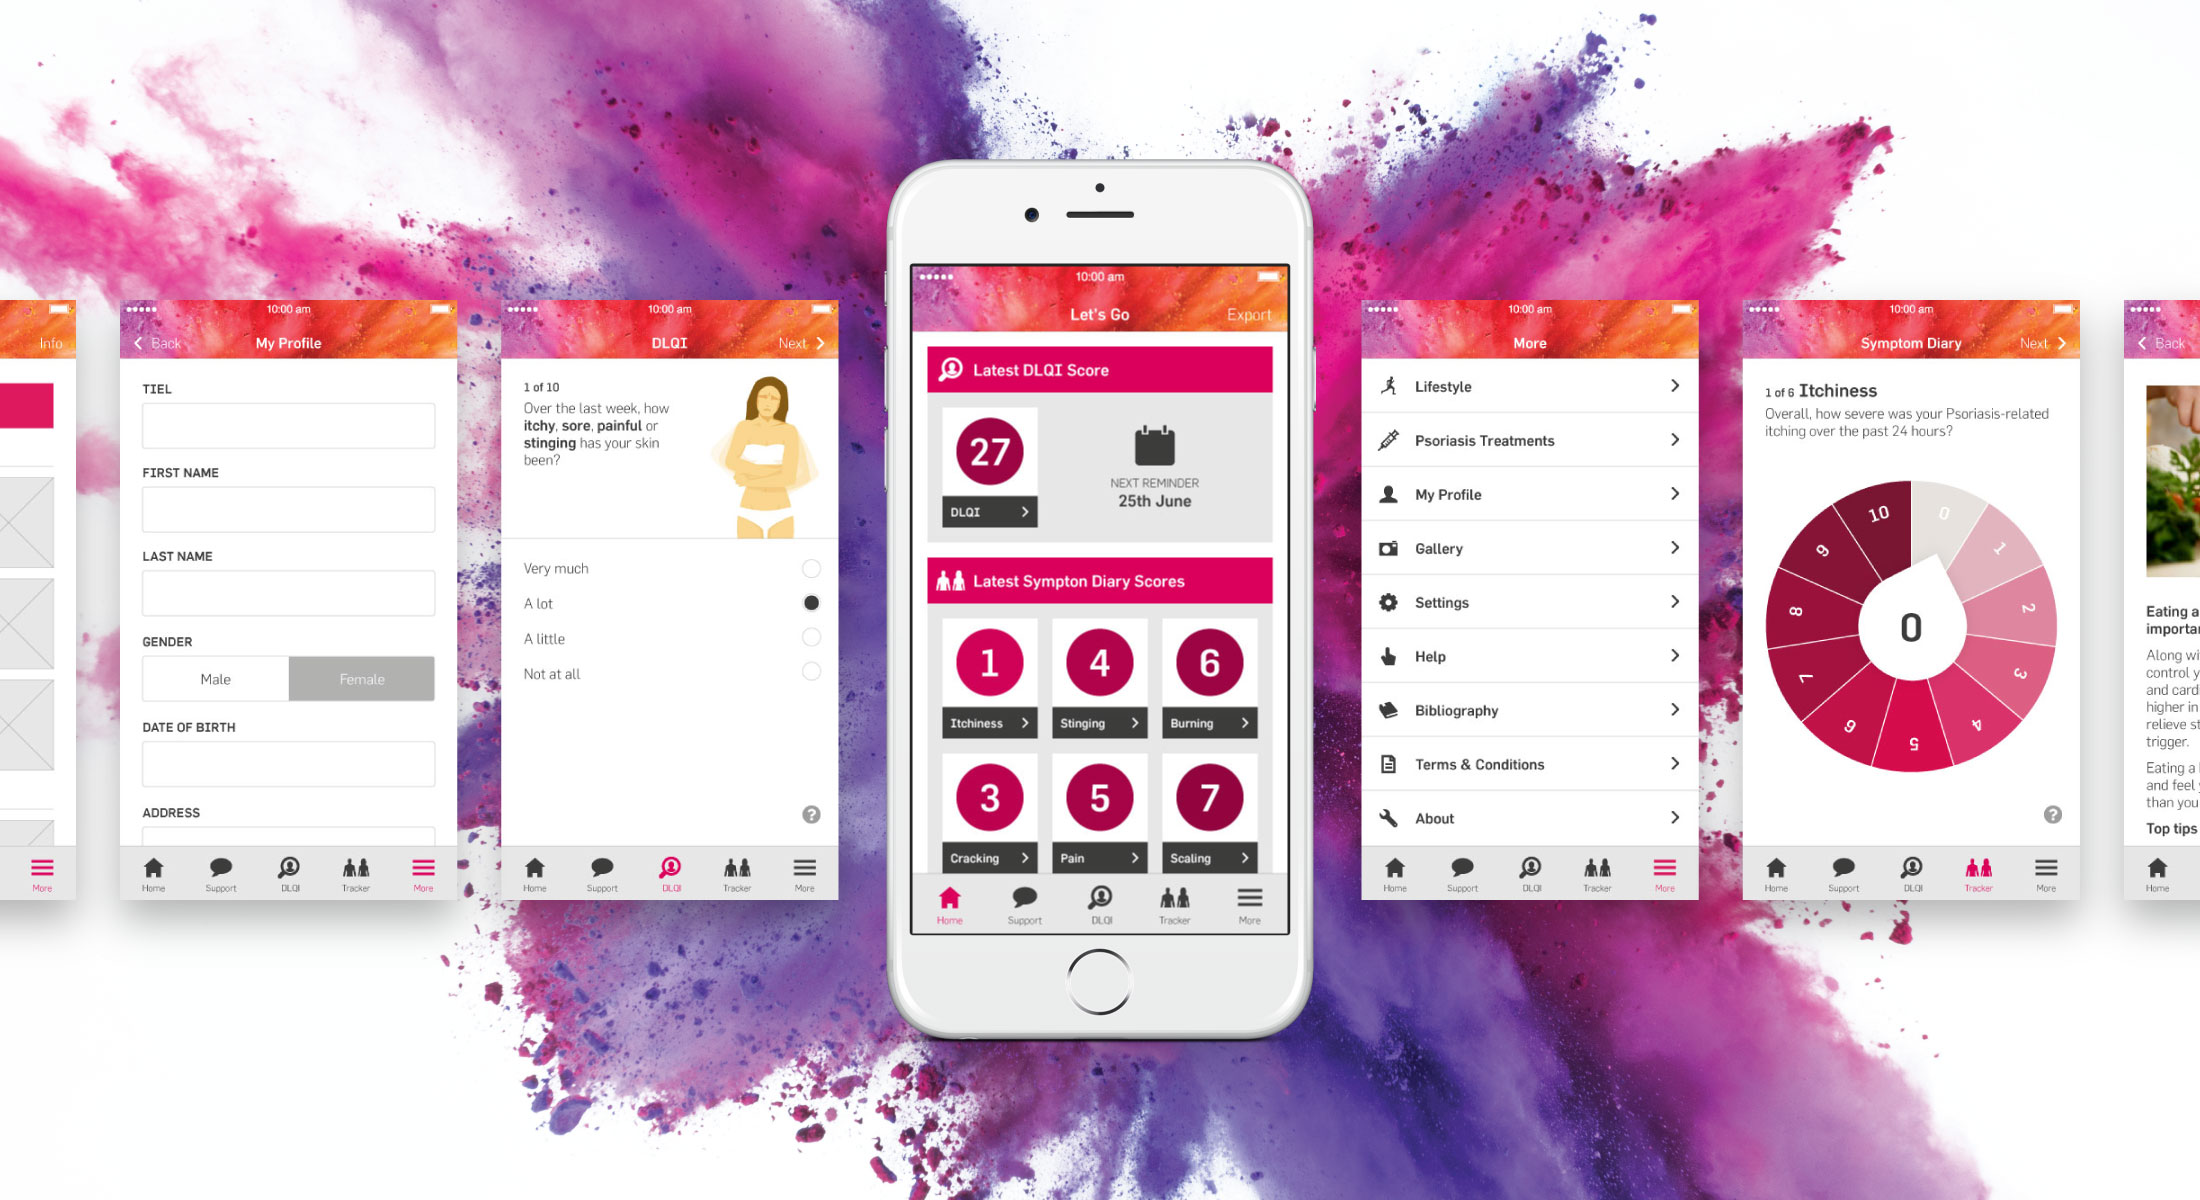 Info
More
10:00 am
Back
My Profile
TIEL
FIRST NAME
LAST NAME
GENDER
Male
Female
DATE OF BIRTH
ADDRESS
Home
Support
DLQI
Tracker
More
10:00 am
DLQI
Next
1 of 10
Over the last week, how
itchy, sore, painful or
stinging has your skin
been?
Very much
A lot
A little
Not at all
?
Home
Support
DLQI
Tracker
More
10:00 am
Let's Go
Export
Latest DLQI Score
27
DLQI
NEXT REMINDER
25th June
Latest Sympton Diary Scores
1
4
6
Itchiness
Stinging
Burning
3
5
7
Cracking
Pain
Scaling
Home
Support
DLQI
Tracker
More
10:00 am
More
Lifestyle
Psoriasis Treatments
My Profile
Gallery
Settings
Help
Bibliography
Terms & Conditions
About
Home
Support
DLQI
Tracker
More
10:00 am
Symptom Diary
Next
1 of 6 Itchiness
Overall, how severe was your Psoriasis-related
itching over the past 24 hours?
0
1
2
3
4
5
6
7
8
9
10
0
?
Home
Support
DLQI
Tracker
More
Back
Eating a
importa
Along wi
control y
and cardi
higher in
relieve st
trigger.
Eating a
and feel
than you
Top tips
Home